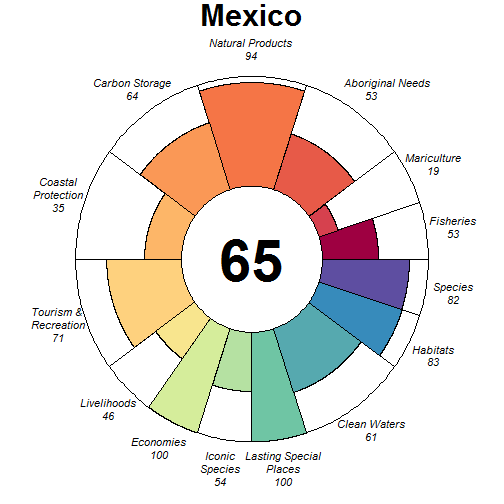 Mexico
Natural Products
94
Carbon Storage
64
Aboriginal Needs
53
Mariculture
19
Coastal
Protection
35
Fisheries
53
65
Species
82
Tourism &
Recreation
71
Habitats
83
Livelihoods
46
Clean Waters
61
Economies
100
Iconic
Species
54
Lasting Special
Places
100